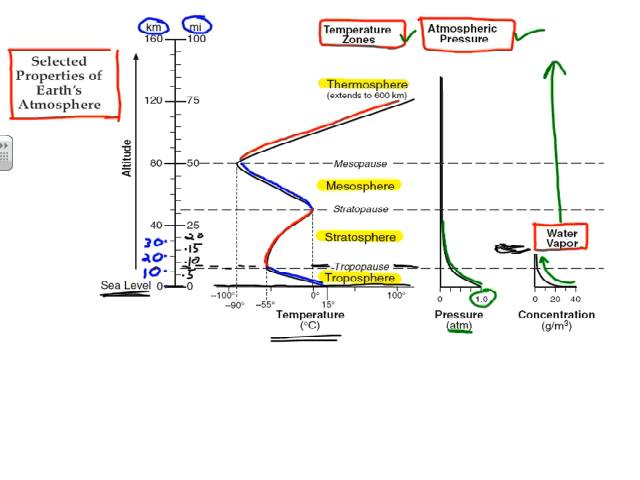 km mi
160 100
Temperature
Zones
Atmospheric
Pressure
Selected
Properties of
Earth's
Atmosphere
Thermosphere
(extends to 600 km)
120 75
Altitude
80 50
Mesopause
Mesosphere
Stratopause
40 25
Stratosphere
Water
Vapor
30 20
15
20 10
Tropopause
10 5
Troposphere
Sea Level 0 0
–100° –55° 0° 100°
–90° 15°
0 1.0
0 20 40
Temperature
(°C)
Pressure
(atm)
Concentration
(g/m³)